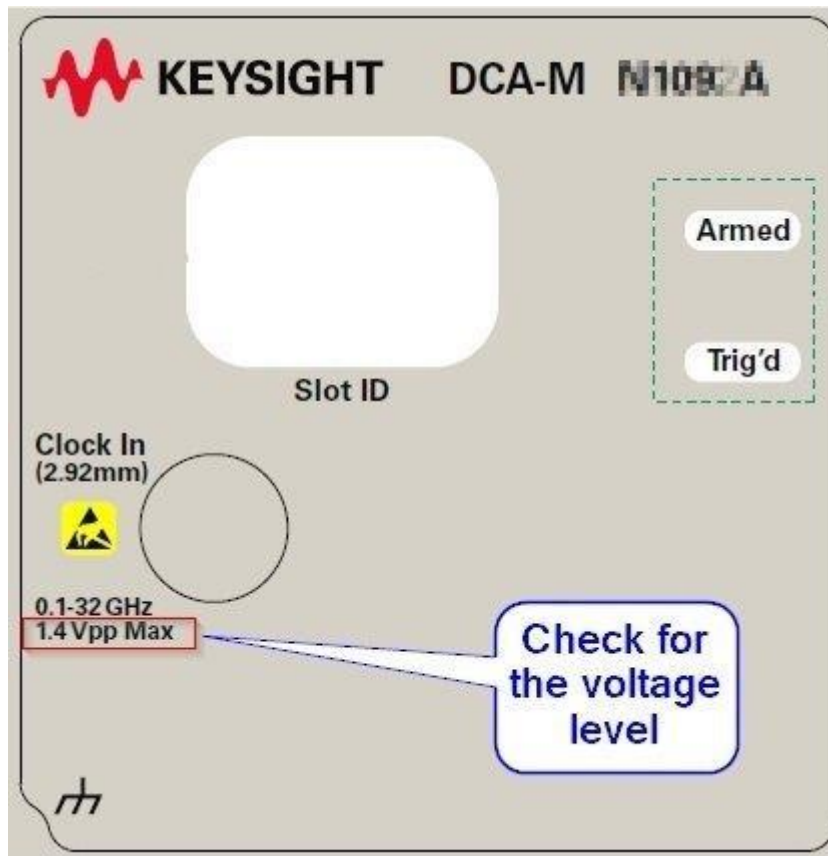 KEYSIGHT DCA-M N1092A
Armed
Trig'd
Slot ID
Clock In
(2.92mm)
0.1-32 GHz
1.4 Vpp Max
Check for
the voltage
level